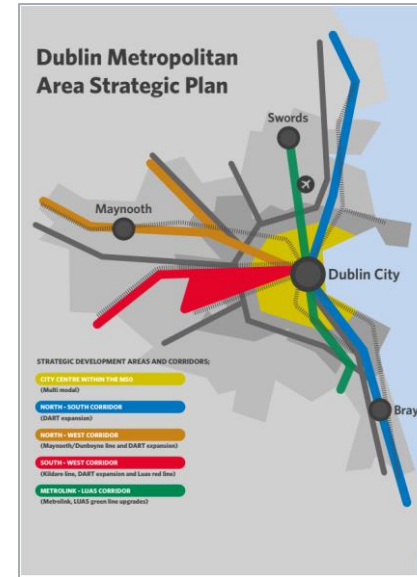 Dublin Metropolitan
Area Strategic Plan
Swords
Maynooth
Dublin City
Bray
STRATEGIC DEVELOPMENT AREAS AND CORRIDORS;
CITY CENTRE WITHIN THE M50
(Multi modal)
NORTH - SOUTH CORRIDOR
(DART expansion)
NORTH - WEST CORRIDOR
(Maynooth/Dunboyne line and DART expansion)
SOUTH - WEST CORRIDOR
(Kildare line, DART expansion and Luas red line)
METROLINK - LUAS CORRIDOR
(Metrolink, LUAS green line upgrades)